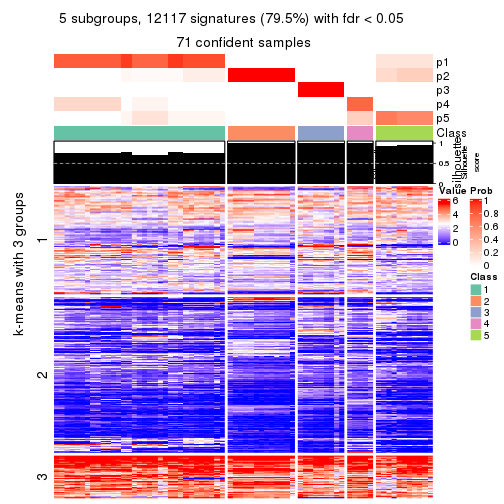 5 subgroups, 12117 signatures (79.5%) with fdr < 0.05
71 confident samples
p1
p2
p3
p4
p5
Class
1
0.5
0
silhouette
Silhouette
score
k-means with 3 groups
1
2
3
Value
6
4
2
0
Prob
1
0.8
0.6
0.4
0.2
0
Class
1
2
3
4
5